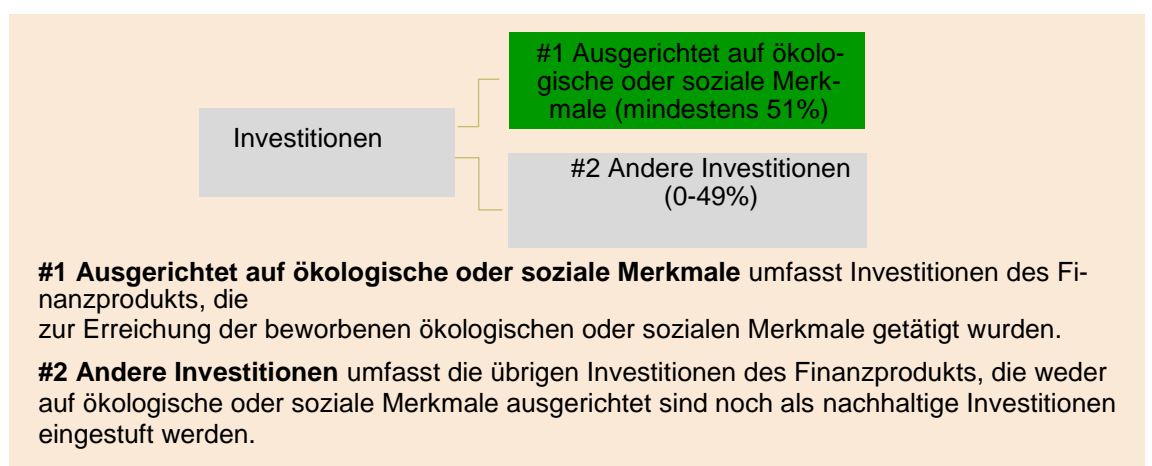 #1 Ausgerichtet auf ökolo-
gische oder soziale Merk-
male (mindestens 51%)
Investitionen
#2 Andere Investitionen
(0-49%)
#1 Ausgerichtet auf ökologische oder soziale Merkmale umfasst Investitionen des Fi-
nanzprodukts, die
zur Erreichung der beworbenen ökologischen oder sozialen Merkmale getätigt wurden.
#2 Andere Investitionen umfasst die übrigen Investitionen des Finanzprodukts, die weder
auf ökologische oder soziale Merkmale ausgerichtet sind noch als nachhaltige Investitionen
eingestuft werden.